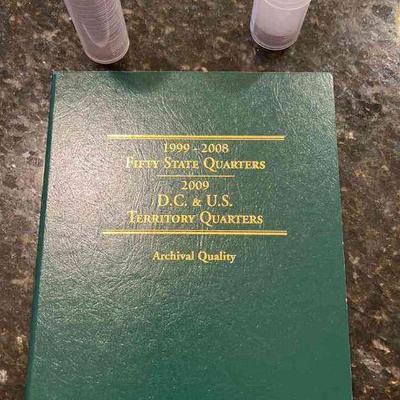 1999 - 2008
Fifty State Quarters
2009
D.C. & U.S.
Territory Quarters
Archival Quality